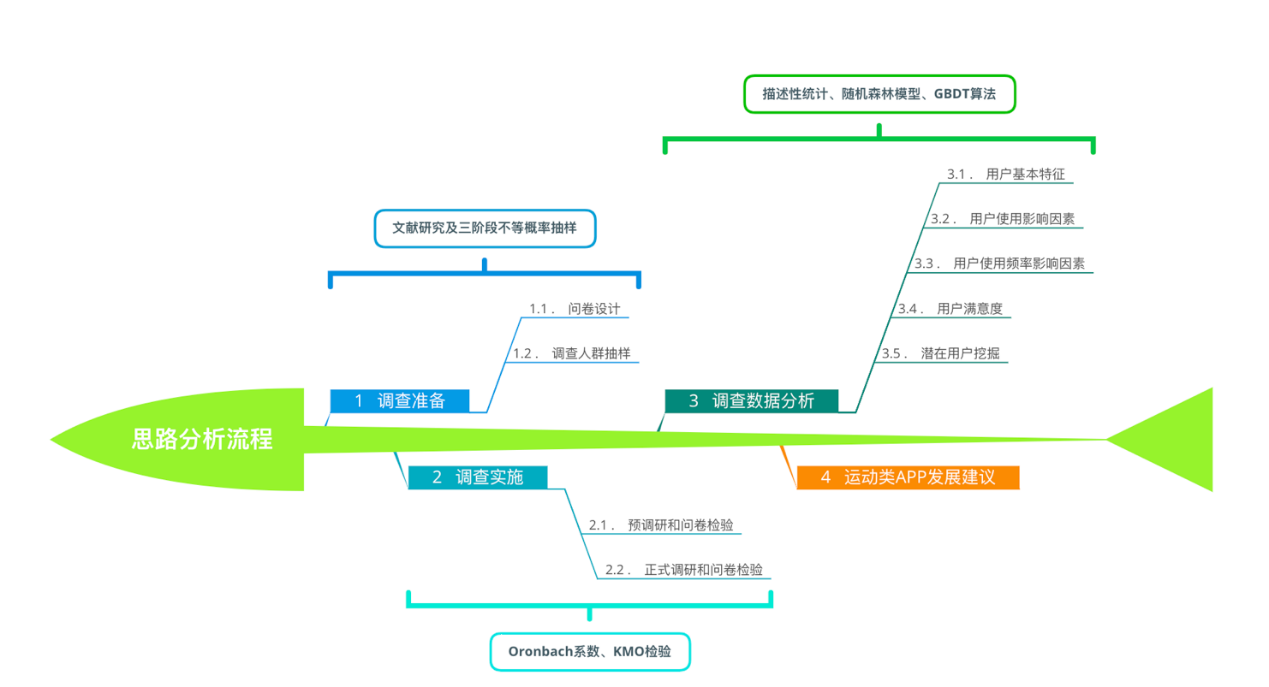 描述性统计、随机森林模型、GBDT算法
3.1． 用户基本特征
3.2． 用户使用影响因素
3.3． 用户使用频率影响因素
3.4． 用户满意度
3.5． 潜在用户挖掘
文献研究及三阶段不等概率抽样
1.1． 问卷设计
1.2． 调查人群抽样
1 调查准备
3 调查数据分析
思路分析流程
2 调查实施
4 运动类APP发展建议
2.1． 预调研和问卷检验
2.2． 正式调研和问卷检验
Oronbach系数、KMO检验